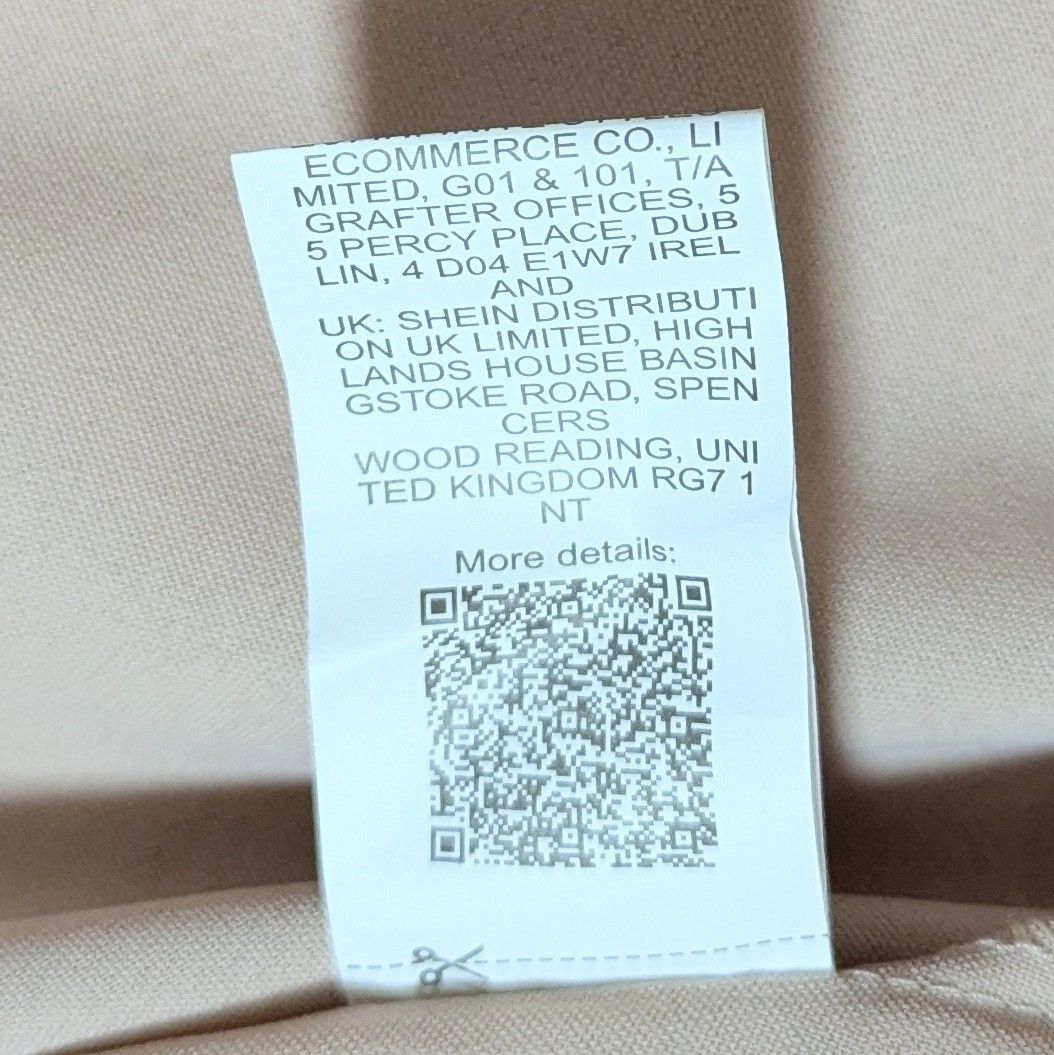 ECOMMERCE CO., LI
MITED, G01 & 101, T/A
GRAFTER OFFICES, 5
5 PERCY PLACE, DUB
LIN, 4 D04 E1W7 IREL
AND
UK: SHEIN DISTRIBUTI
ON UK LIMITED, HIGH
LANDS HOUSE BASIN
GSTOKE ROAD, SPEN
CERS
WOOD READING, UNI
TED KINGDOM RG7 1
NT
More details: